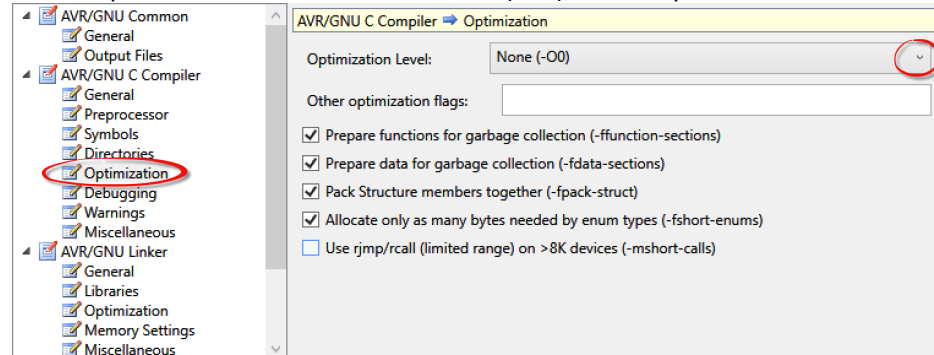 AVR/GNU Common
General
Output Files
AVR/GNU C Compiler
General
Preprocessor
Symbols
Directories
Optimization
Debugging
Warnings
Miscellaneous
AVR/GNU Linker
General
Libraries
Optimization
Memory Settings
Miscellaneous
AVR/GNU C Compiler ➡ Optimization
Optimization Level: None (-O0)
Other optimization flags:
Prepare functions for garbage collection (-ffunction-sections)
Prepare data for garbage collection (-fdata-sections)
Pack Structure members together (-fpack-struct)
Allocate only as many bytes needed by enum types (-fshort-enums)
Use rjmp/rcall (limited range) on >8K devices (-mshort-calls)